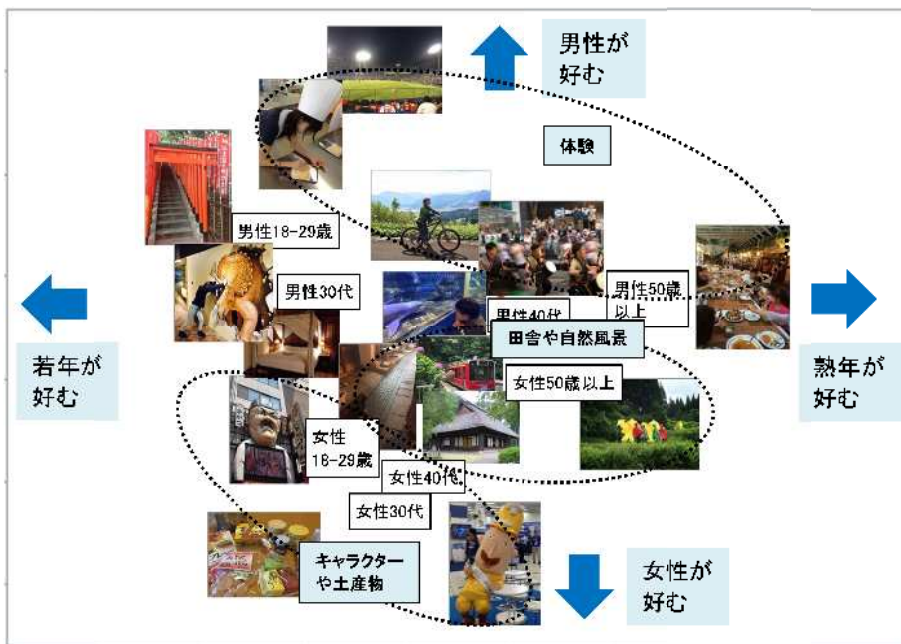 男性が
好む
体験
男性18-29歳
男性30代
男性50歳
以上
男性40代
田舎や自然風景
若年が
好む
熟年が
好む
女性50歳以上
女性
18-29歳
女性40代
女性30代
キャラクター
や土産物
女性が
好む